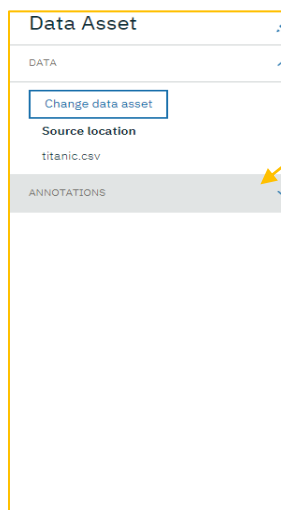 Data Asset
DATA
Change data asset
Source location
titanic.csv
ANNOTATIONS